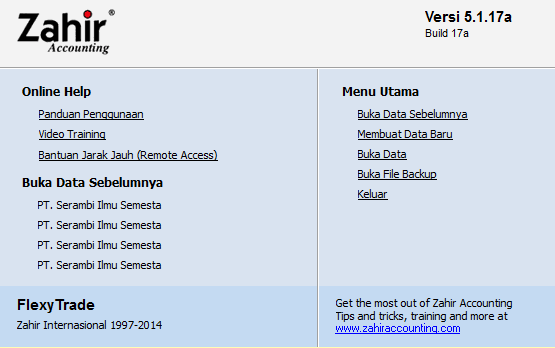 Zahir
Accounting
Versi 5.1.17a
Build 17a
Online Help
Panduan Penggunaan
Video Training
Bantuan Jarak Jauh (Remote Access)
Buka Data Sebelumnya
PT. Serambi Ilmu Semesta
PT. Serambi Ilmu Semesta
PT. Serambi Ilmu Semesta
PT. Serambi Ilmu Semesta
Menu Utama
Buka Data Sebelumnya
Membuat Data Baru
Buka Data
Buka File Backup
Keluar
FlexyTrade
Zahir Internasional 1997-2014
Get the most out of Zahir Accounting
Tips and tricks, training and more at
www.zahiraccounting.com